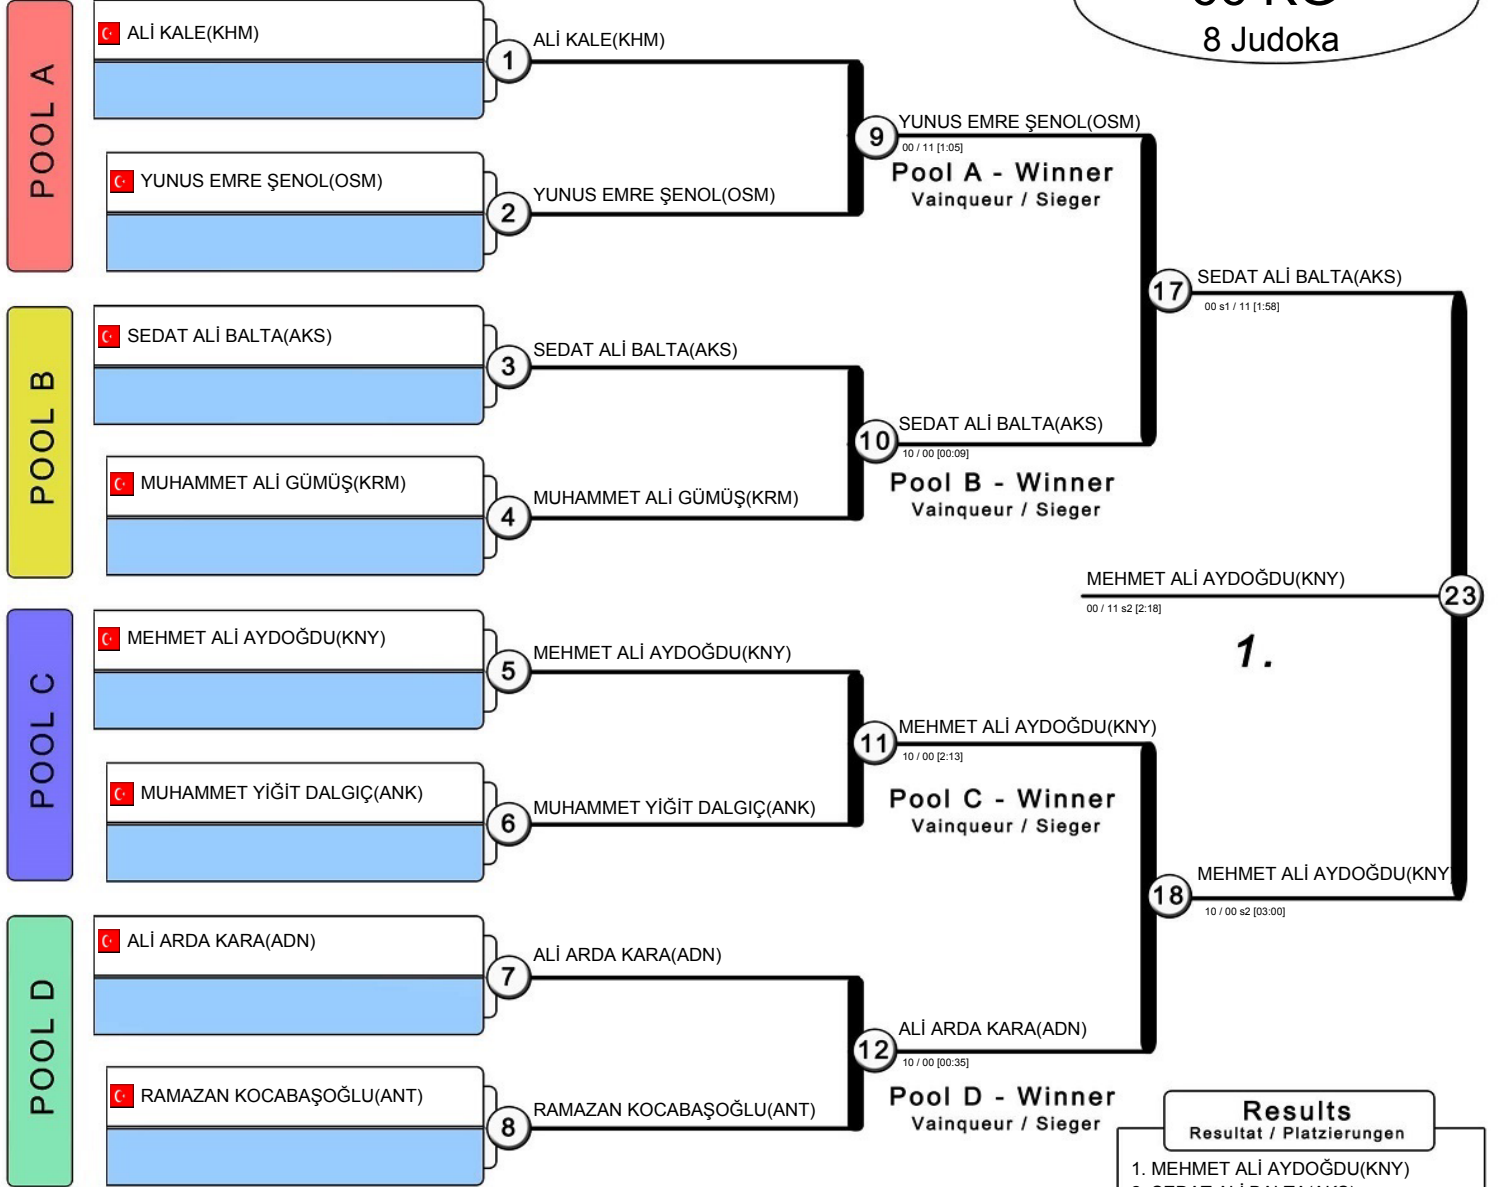 8 Judoka
POOL A
ALİ KALE(KHM)
1
ALİ KALE(KHM)
YUNUS EMRE ŞENOL(OSM)
2
YUNUS EMRE ŞENOL(OSM)
9
YUNUS EMRE ŞENOL(OSM)
00 / 11 [1:05]
Pool A - Winner
Vainqueur / Sieger
POOL B
SEDAT ALİ BALTA(AKS)
3
SEDAT ALİ BALTA(AKS)
MUHAMMET ALİ GÜMÜŞ(KRM)
4
MUHAMMET ALİ GÜMÜŞ(KRM)
10
SEDAT ALİ BALTA(AKS)
10 / 00 [00:09]
Pool B - Winner
Vainqueur / Sieger
17
SEDAT ALİ BALTA(AKS)
00 s1 / 11 [1:58]
POOL C
MEHMET ALİ AYDOĞDU(KNY)
5
MEHMET ALİ AYDOĞDU(KNY)
MUHAMMET YİĞİT DALGIÇ(ANK)
6
MUHAMMET YİĞİT DALGIÇ(ANK)
11
MEHMET ALİ AYDOĞDU(KNY)
10 / 00 [2:13]
Pool C - Winner
Vainqueur / Sieger
POOL D
ALİ ARDA KARA(ADN)
7
ALİ ARDA KARA(ADN)
RAMAZAN KOCABAŞOĞLU(ANT)
8
RAMAZAN KOCABAŞOĞLU(ANT)
12
ALİ ARDA KARA(ADN)
10 / 00 [00:35]
Pool D - Winner
Vainqueur / Sieger
18
MEHMET ALİ AYDOĞDU(KNY)
10 / 00 s2 [03:00]
MEHMET ALİ AYDOĞDU(KNY)
23
00 / 11 s2 [2:18]
1.
Results
Resultat / Platzierungen
1. MEHMET ALİ AYDOĞDU(KNY)